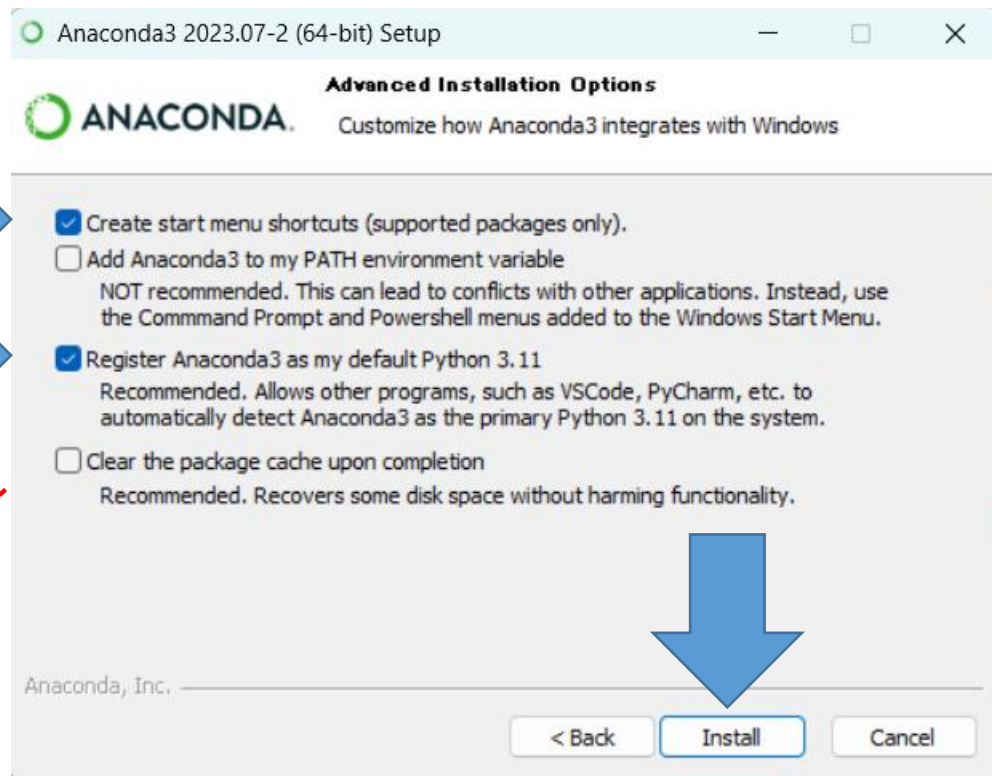 Anaconda3 2023.07-2 (64-bit) Setup
ANACONDA.
Advanced Installation Options
Customize how Anaconda3 integrates with Windows
Create start menu shortcuts (supported packages only).
Add Anaconda3 to my PATH environment variable
NOT recommended. This can lead to conflicts with other applications. Instead, use
the Commmand Prompt and Powershell menus added to the Windows Start Menu.
Register Anaconda3 as my default Python 3.11
Recommended. Allows other programs, such as VSCode, PyCharm, etc. to
automatically detect Anaconda3 as the primary Python 3.11 on the system.
Clear the package cache upon completion
Recommended. Recovers some disk space without harming functionality.
Anaconda, Inc.
< Back
Install
Cancel